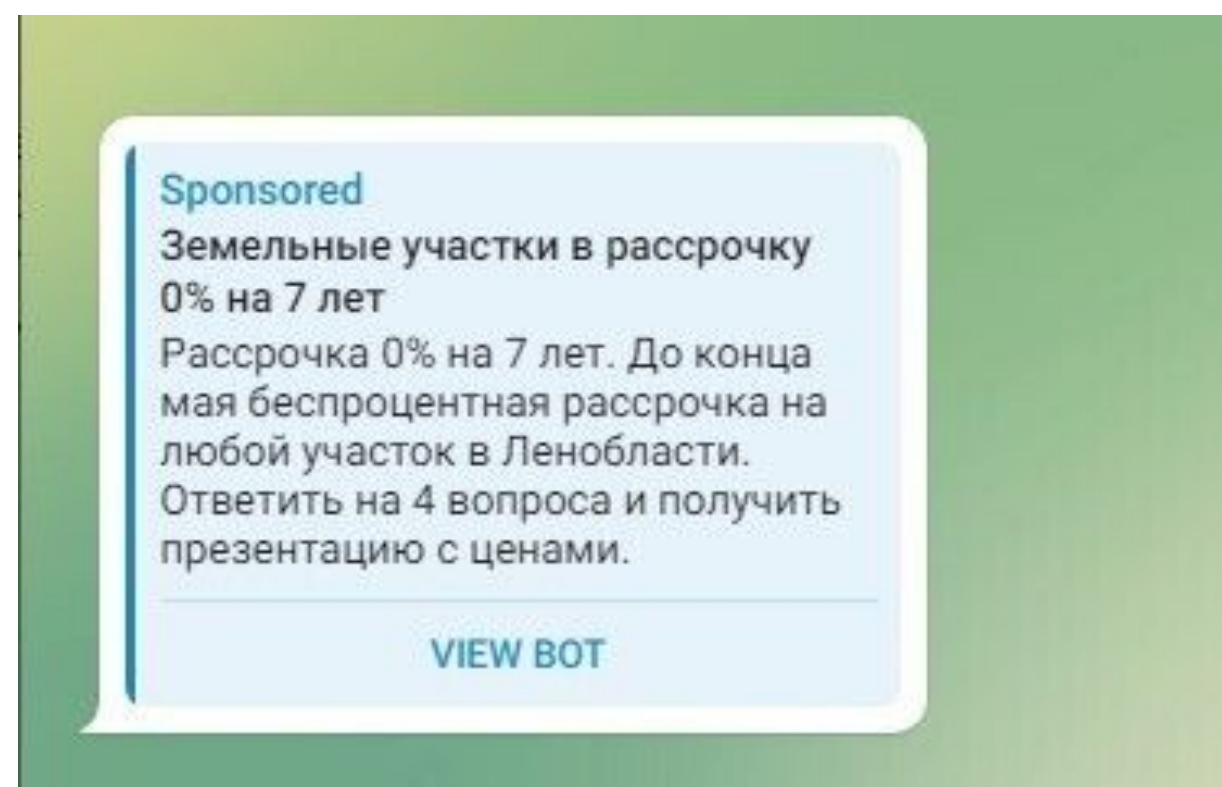 Sponsored
Земельные участки в рассрочку
0% на 7 лет
Рассрочка 0% на 7 лет. До конца
мая беспроцентная рассрочка на
любой участок в Ленобласти.
Ответить на 4 вопроса и получить
презентацию с ценами.
VIEW BOT